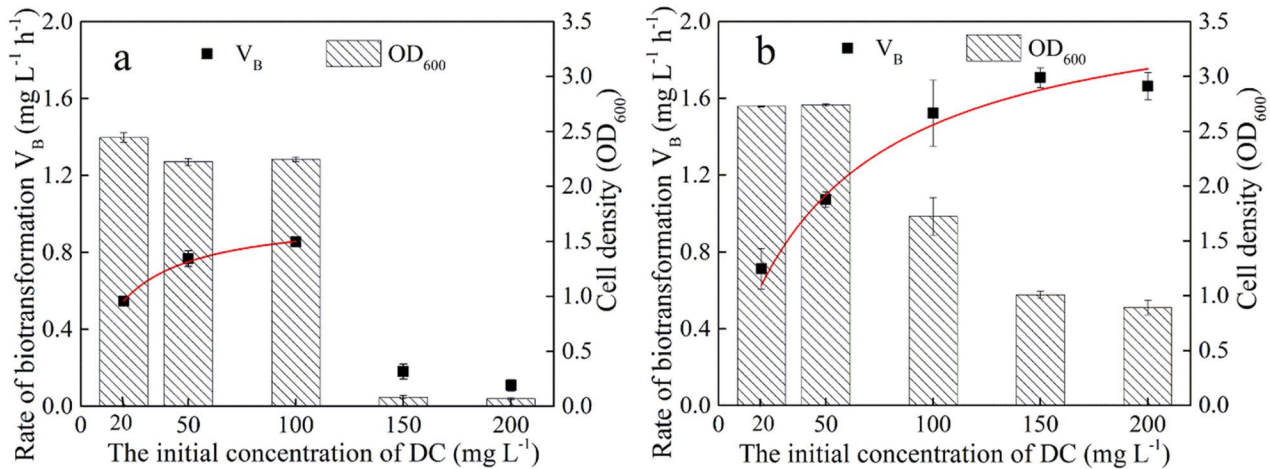 a
V_B
OD_600
Rate of biotransformation V_B (mg L^-1 h^-1)
2.0
1.6
1.2
0.8
0.4
0.0
3.5
3.0
2.5
2.0
1.5
1.0
0.5
0.0
Cell density (OD_600)
0 20 50 100 150 200
The initial concentration of DC (mg L^-1)
b
V_B
OD_600
Rate of biotransformation V_B (mg L^-1 h^-1)
2.0
1.6
1.2
0.8
0.4
0.0
3.5
3.0
2.5
2.0
1.5
1.0
0.5
0.0
Cell density (OD_600)
0 20 50 100 150 200
The initial concentration of DC (mg L^-1)